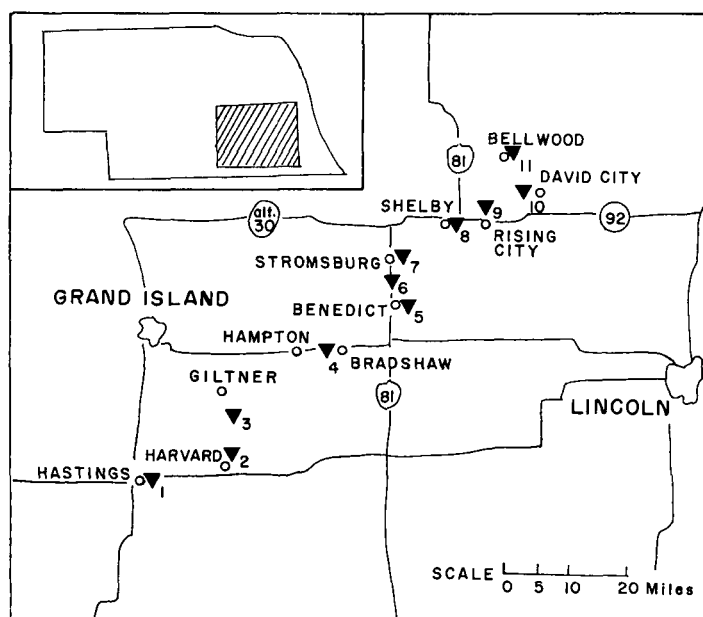 BELLWOOD
81
11
DAVID CITY
10
SHELBY
9
alt.
30
8
92
RISING
CITY
STROMSBURG
7
6
GRAND ISLAND
BENEDICT
5
HAMPTON
4
BRADSHAW
GILTNER
81
LINCOLN
3
HARVARD
2
HASTINGS
1
SCALE
0 5 10 20 Miles